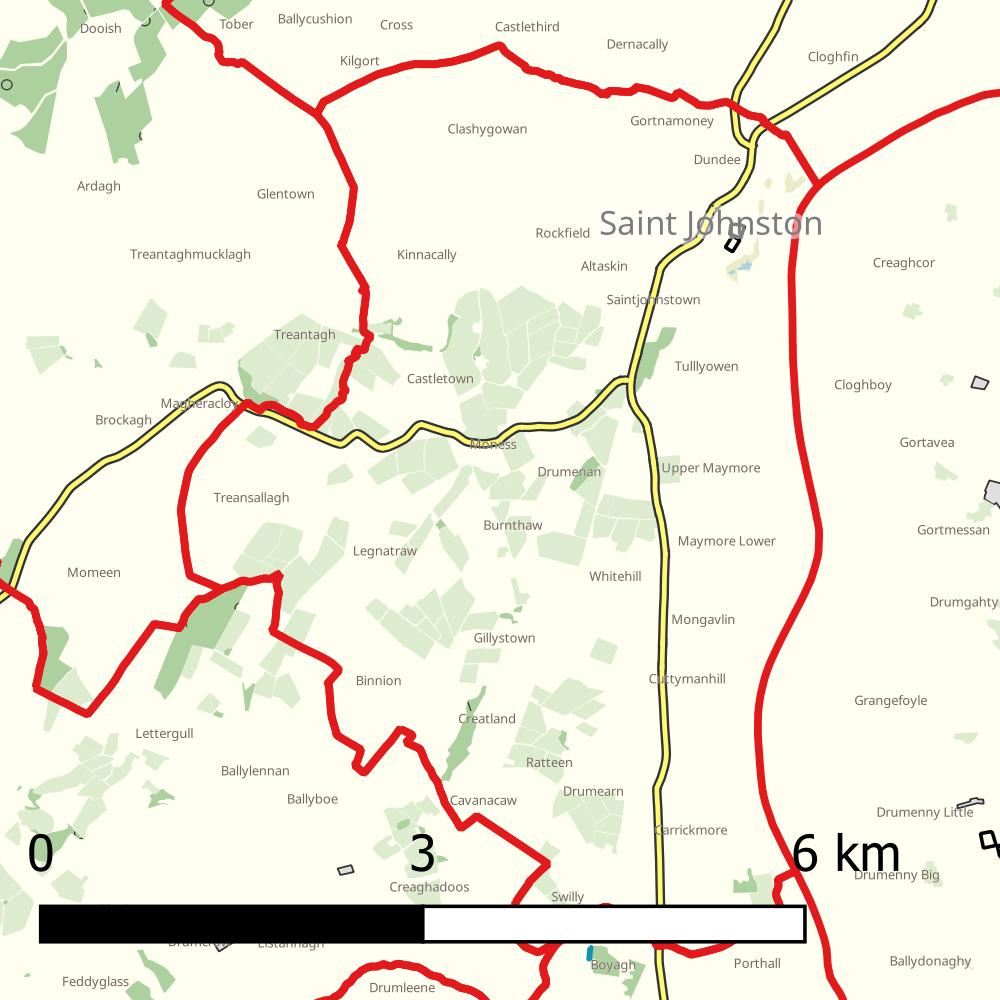 Ballycushion
Tober
Cross
Castlethird
Dooish
Dernacally
Kilgort
Cloghfin
Gortnamoney
Clashygowan
Dundee
Ardagh
Glentown
Saint Johnston
Rockfield
Treantaghmucklagh
Kinnacally
Creaghcor
Altaskin
Saintjohnstown
Treantagh
Tulllyowen
Castletown
Cloghboy
Magheracloy
Brockagh
Moness
Gortavea
Upper Maymore
Drumenan
Treansallagh
Burnthaw
Gortmessan
Maymore Lower
Legnatraw
Momeen
Whitehill
Drumgahty
Mongavlin
Gillystown
Cuttymanhill
Binnion
Grangefoyle
Creatland
Lettergull
Ratteen
Ballylennan
Drumearn
Ballyboe
Cavanacaw
Drumenny Little
Carrickmore
0 3 6 km
Drumenny Big
Creaghadoos
Swilly
Listannagh
Ballydonaghy
Porthall
Boyagh
Feddyglass
Drumleene